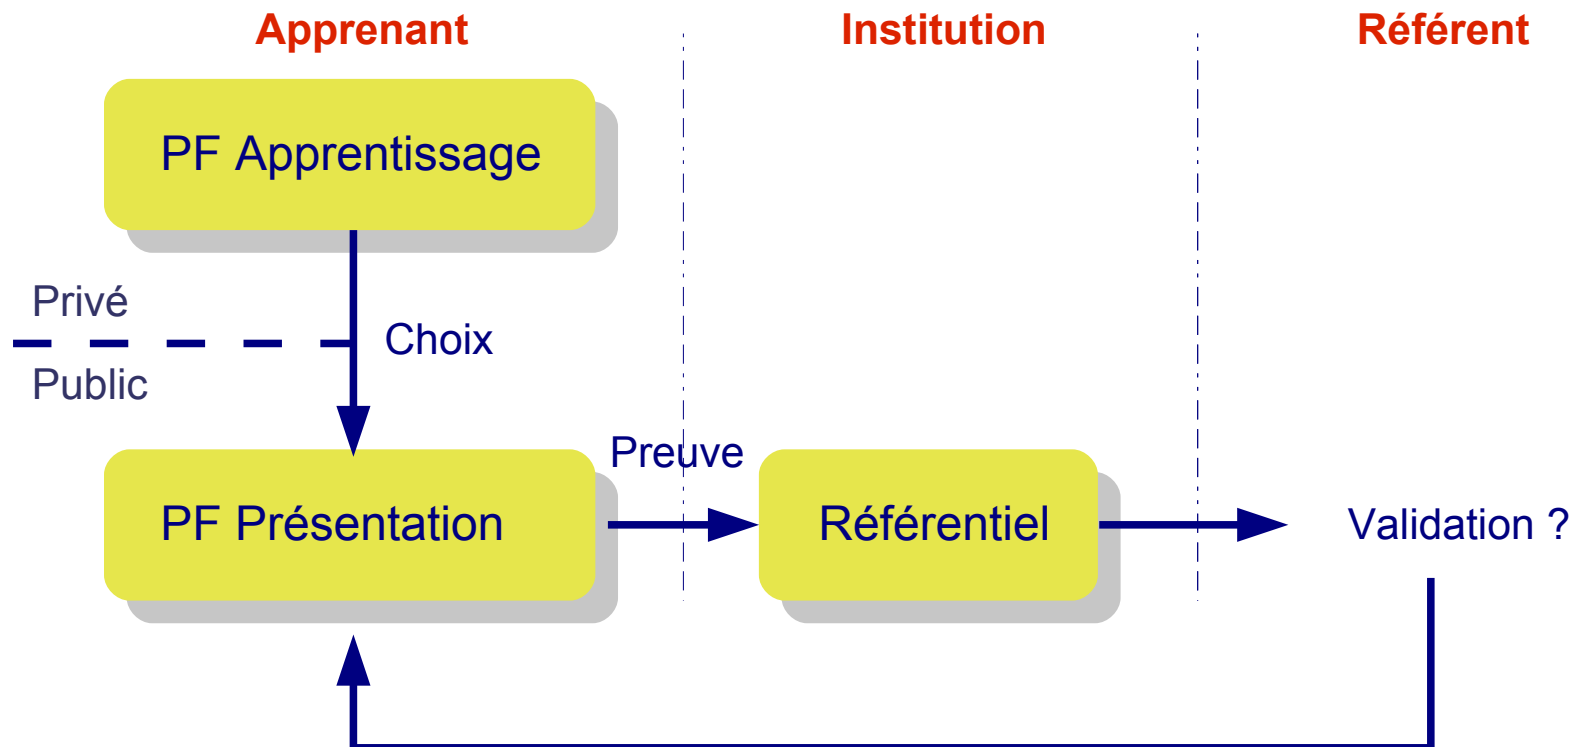 Apprenant
Institution
Référent
PF Apprentissage
Privé
Choix
Public
Preuve
PF Présentation
Référentiel
Validation ?